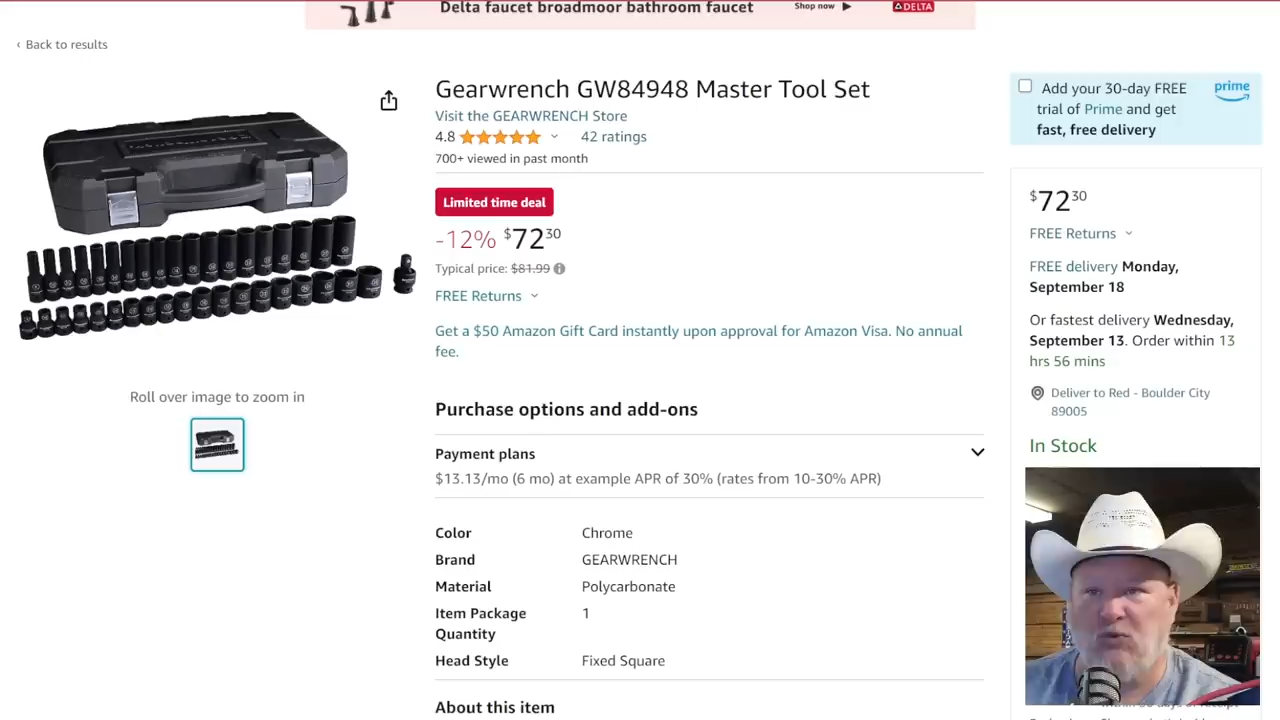 Delta faucet broadmoor bathroom faucet
Shop now ▶
DELTA
‹ Back to results
Gearwrench GW84948 Master Tool Set
Visit the GEARWRENCH Store
4.8
42 ratings
700+ viewed in past month
Limited time deal
-12% $72 30
Typical price: $81.99
FREE Returns
Get a $50 Amazon Gift Card instantly upon approval for Amazon Visa. No annual
fee.
Roll over image to zoom in
Purchase options and add-ons
Payment plans
$13.13/mo (6 mo) at example APR of 30% (rates from 10-30% APR)
Color Chrome
Brand GEARWRENCH
Material Polycarbonate
Item Package 1
Quantity
Head Style Fixed Square
About this item
Add your 30-day FREE
trial of Prime and get
fast, free delivery
prime
$72 30
FREE Returns
FREE delivery Monday,
September 18
Or fastest delivery Wednesday,
September 13. Order within 13
hrs 56 mins
Deliver to Red - Boulder City
89005
In Stock